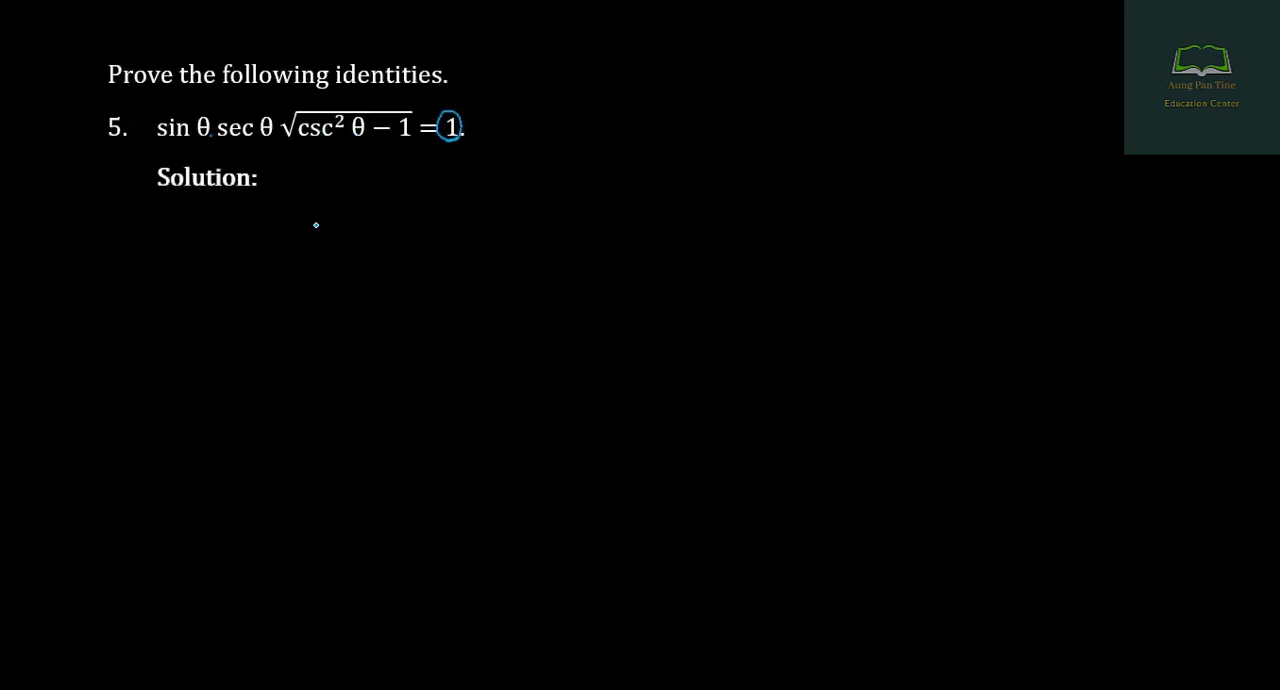 Prove the following identities.
5. sin θ sec θ √(csc² θ − 1) = 1.
Solution:
Aung Pan Tine
Education Center